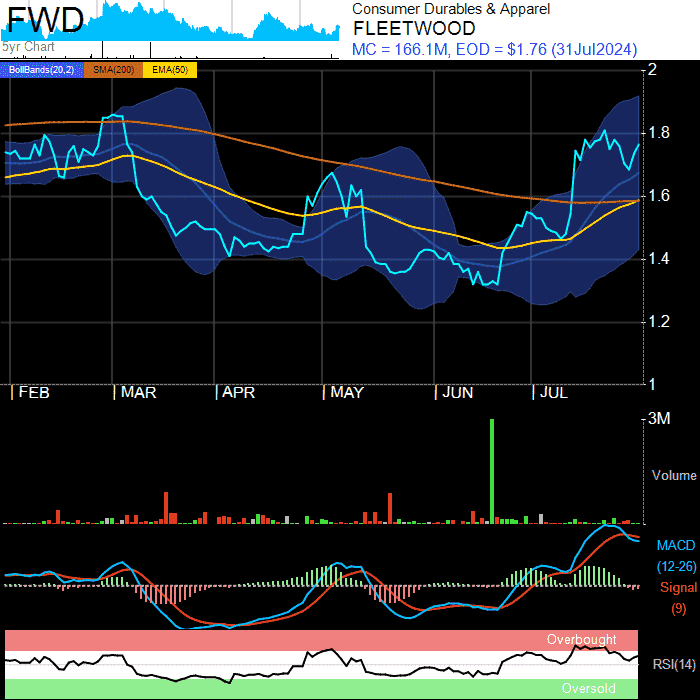 FWD
5yr Chart
Consumer Durables & Apparel
FLEETWOOD
MC = 166.1M, EOD = $1.76 (31Jul2024)
BollBands(20,2) SMA(200) EMA(50)
2
1.8
1.6
1.4
1.2
1
FEB MAR APR MAY JUN JUL
3M
Volume
MACD
(12-26)
Signal
(9)
Overbought
RSI(14)
Oversold